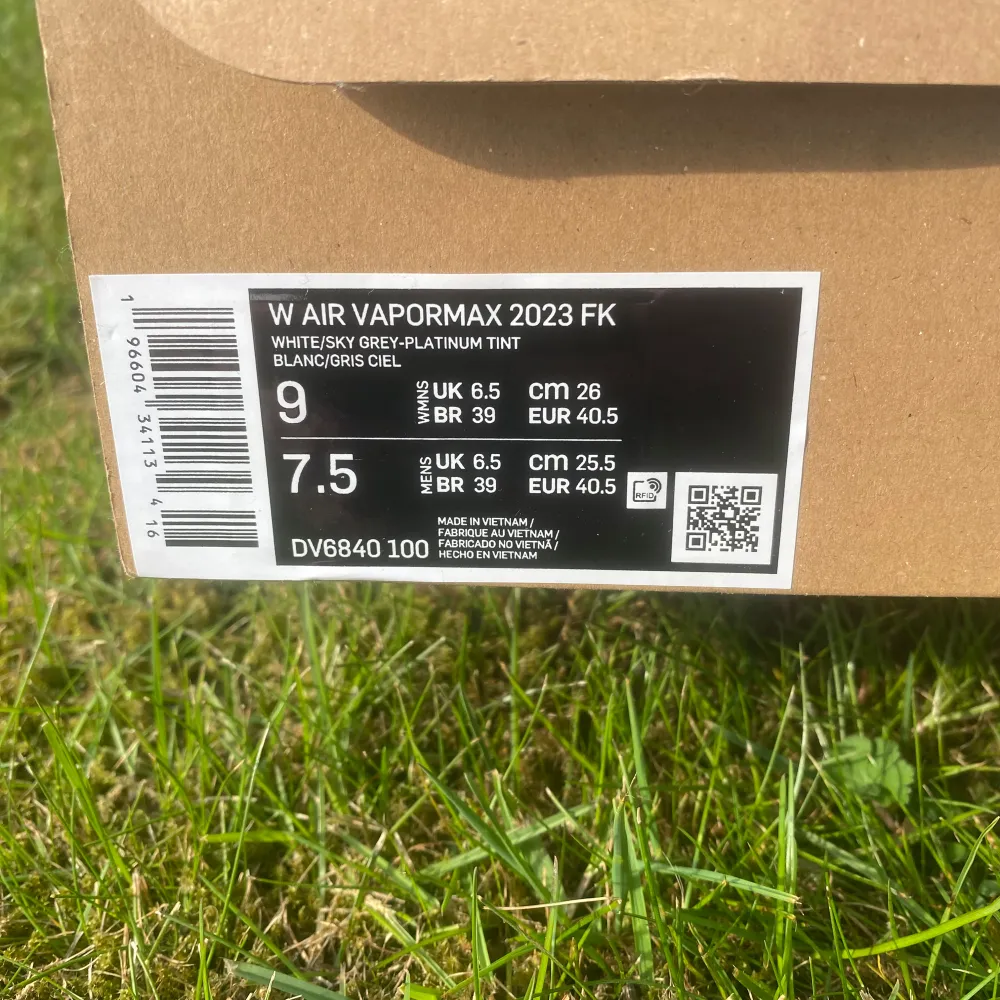 W AIR VAPORMAX 2023 FK
WHITE/SKY GREY-PLATINUM TINT
BLANC/GRIS CIEL
9 WMNS UK 6.5 CM 26
BR 39 EUR 40.5
7.5 MENS UK 6.5 CM 25.5
BR 39 EUR 40.5
RFID
MADE IN VIETNAM /
FABRIQUE AU VIETNAM /
FABRICADO NO VIETNÃ /
HECHO EN VIETNAM
DV6840 100
1 96604 34113 4 16